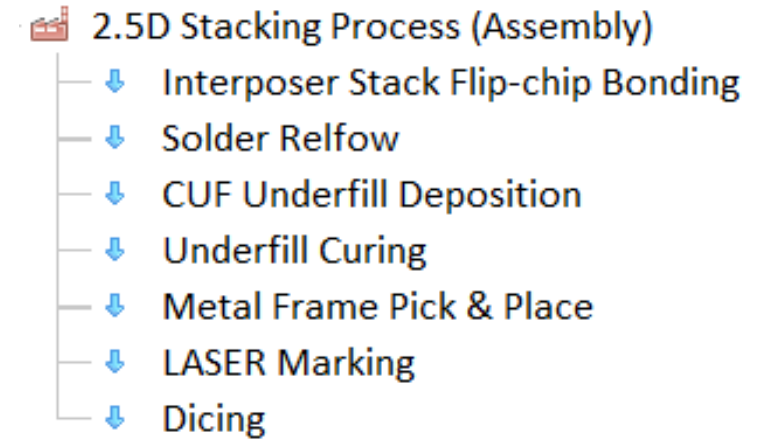 2.5D Stacking Process (Assembly)
Interposer Stack Flip-chip Bonding
Solder Relfow
CUF Underfill Deposition
Underfill Curing
Metal Frame Pick & Place
LASER Marking
Dicing